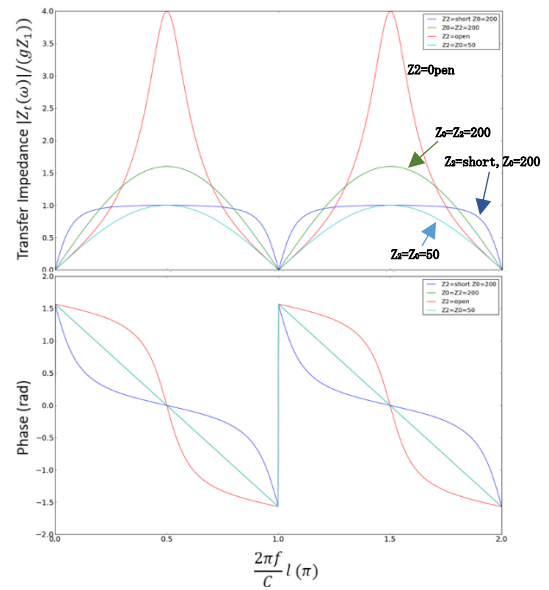 Transfer Impedance |Z_t(ω)|/(gZ_1)
4.0
3.5
3.0
2.5
2.0
1.5
1.0
0.5
0.0
Z2=short Z0=200
Z0=Z2=200
Z2=open
Z2=Z0=50
Z2=Open
Z₀=Z₂=200
Z₂=short, Z₀=200
Z₂=Z₀=50
Phase (rad)
2.0
1.5
1.0
0.5
0.0
−0.5
−1.0
−1.5
−2.0
Z2=short Z0=200
Z0=Z2=200
Z2=open
Z2=Z0=50
0.0 0.5 1.0 1.5 2.0
2πf/C l (π)